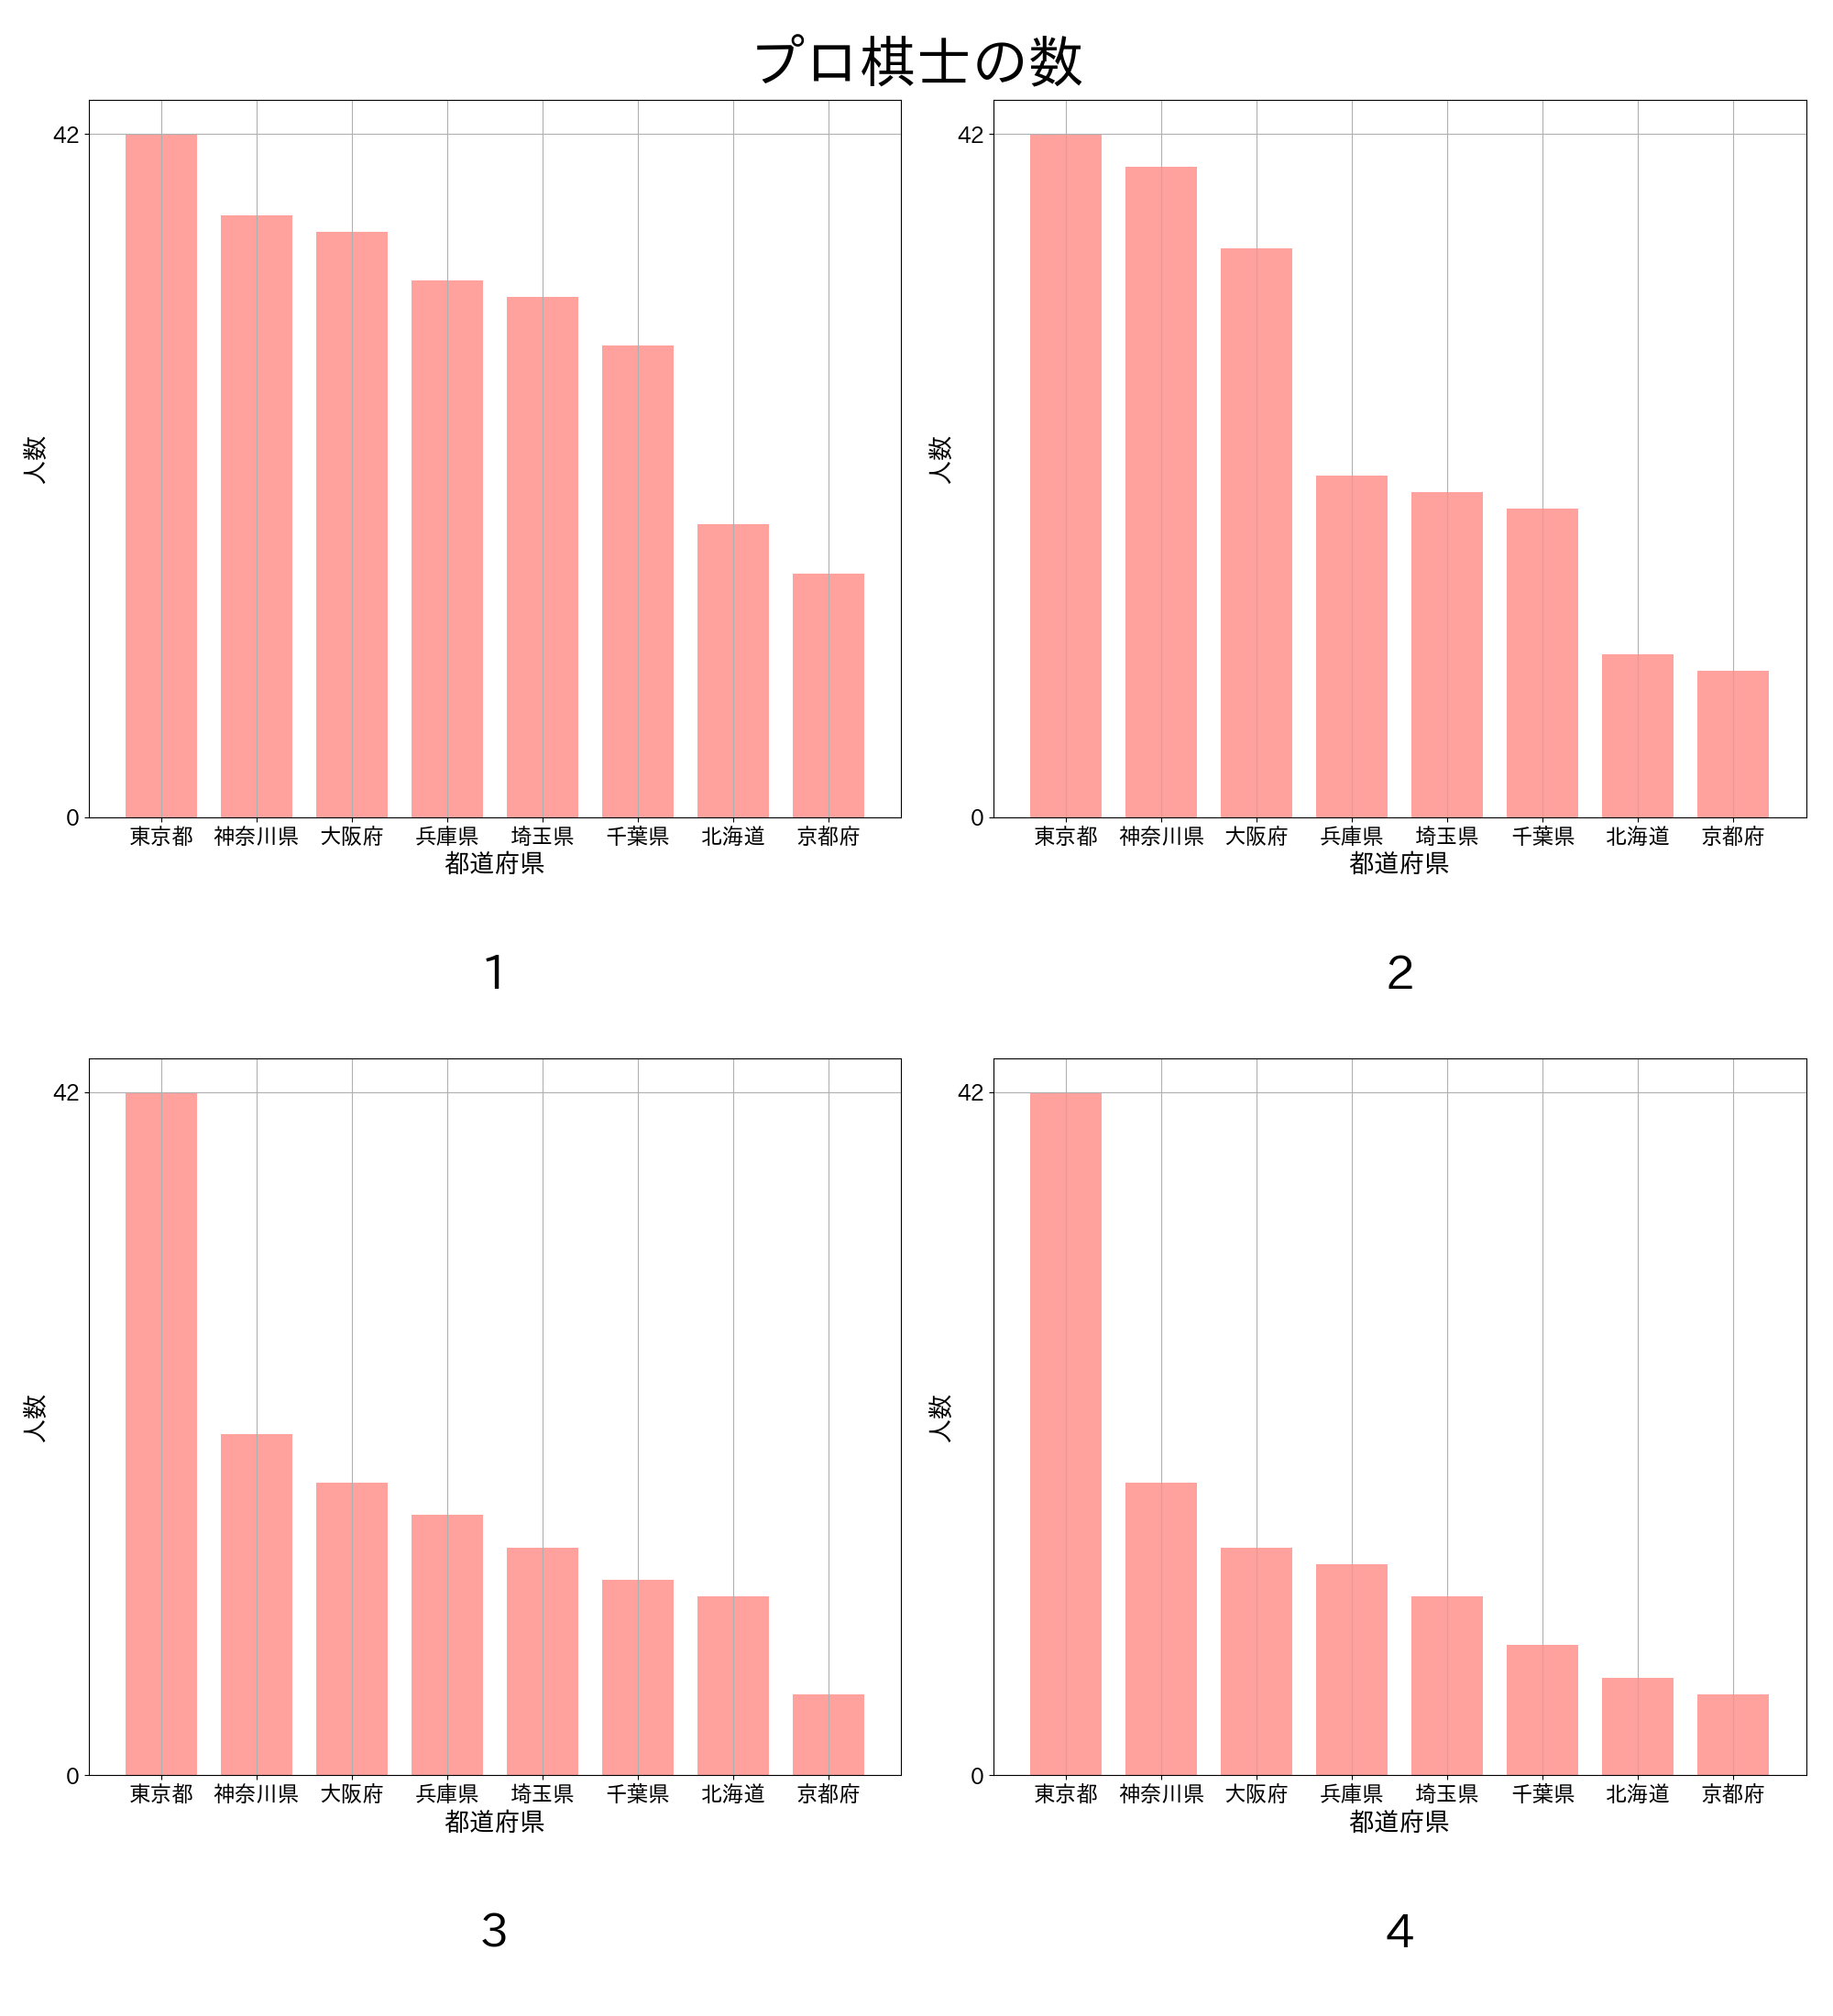 プロ棋士の数
42
0
人数
東京都 神奈川県 大阪府 兵庫県 埼玉県 千葉県 北海道 京都府
都道府県
1
42
0
人数
東京都 神奈川県 大阪府 兵庫県 埼玉県 千葉県 北海道 京都府
都道府県
2
42
0
人数
東京都 神奈川県 大阪府 兵庫県 埼玉県 千葉県 北海道 京都府
都道府県
3
42
0
人数
東京都 神奈川県 大阪府 兵庫県 埼玉県 千葉県 北海道 京都府
都道府県
4